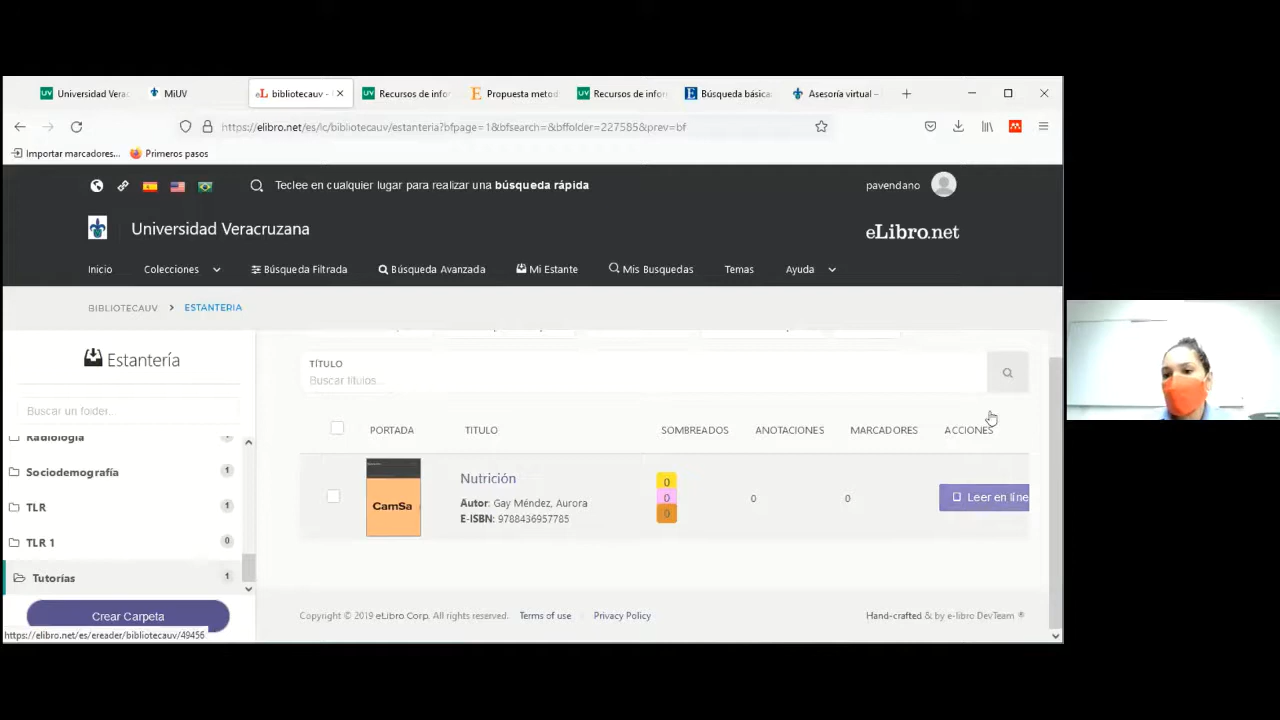 Universidad Verac
MiUV
eL bibliotecauv -
Recursos de infor
Propuesta metod
Recursos de infor
Búsqueda básica
Asesoría virtual –
https://elibro.net/es/lc/bibliotecauv/estanteria?bfpage=1&bfsearch=&bffolder=227585&prev=bf
Importar marcadores...
Primeros pasos
Teclee en cualquier lugar para realizar una búsqueda rápida
pavendano
Universidad Veracruzana
eLibro.net
Inicio
Colecciones
Búsqueda Filtrada
Búsqueda Avanzada
Mi Estante
Mis Busquedas
Temas
Ayuda
BIBLIOTECAUV > ESTANTERIA
Estantería
Buscar un folder...
Radiología
Sociodemografía 1
TLR 1
TLR 1 0
Tutorías 1
Crear Carpeta
https://elibro.net/es/ereader/bibliotecauv/49456
TÍTULO
Buscar títulos...
PORTADA
TITULO
SOMBREADOS
ANOTACIONES
MARCADORES
ACCIONES
CamSa
Nutrición
Autor: Gay Méndez, Aurora
E-ISBN: 9788436957785
0
0
0
0
0
Leer en líne
Copyright © 2019 eLibro Corp. All rights reserved.
Terms of use
Privacy Policy
Hand-crafted & by e-libro DevTeam ®